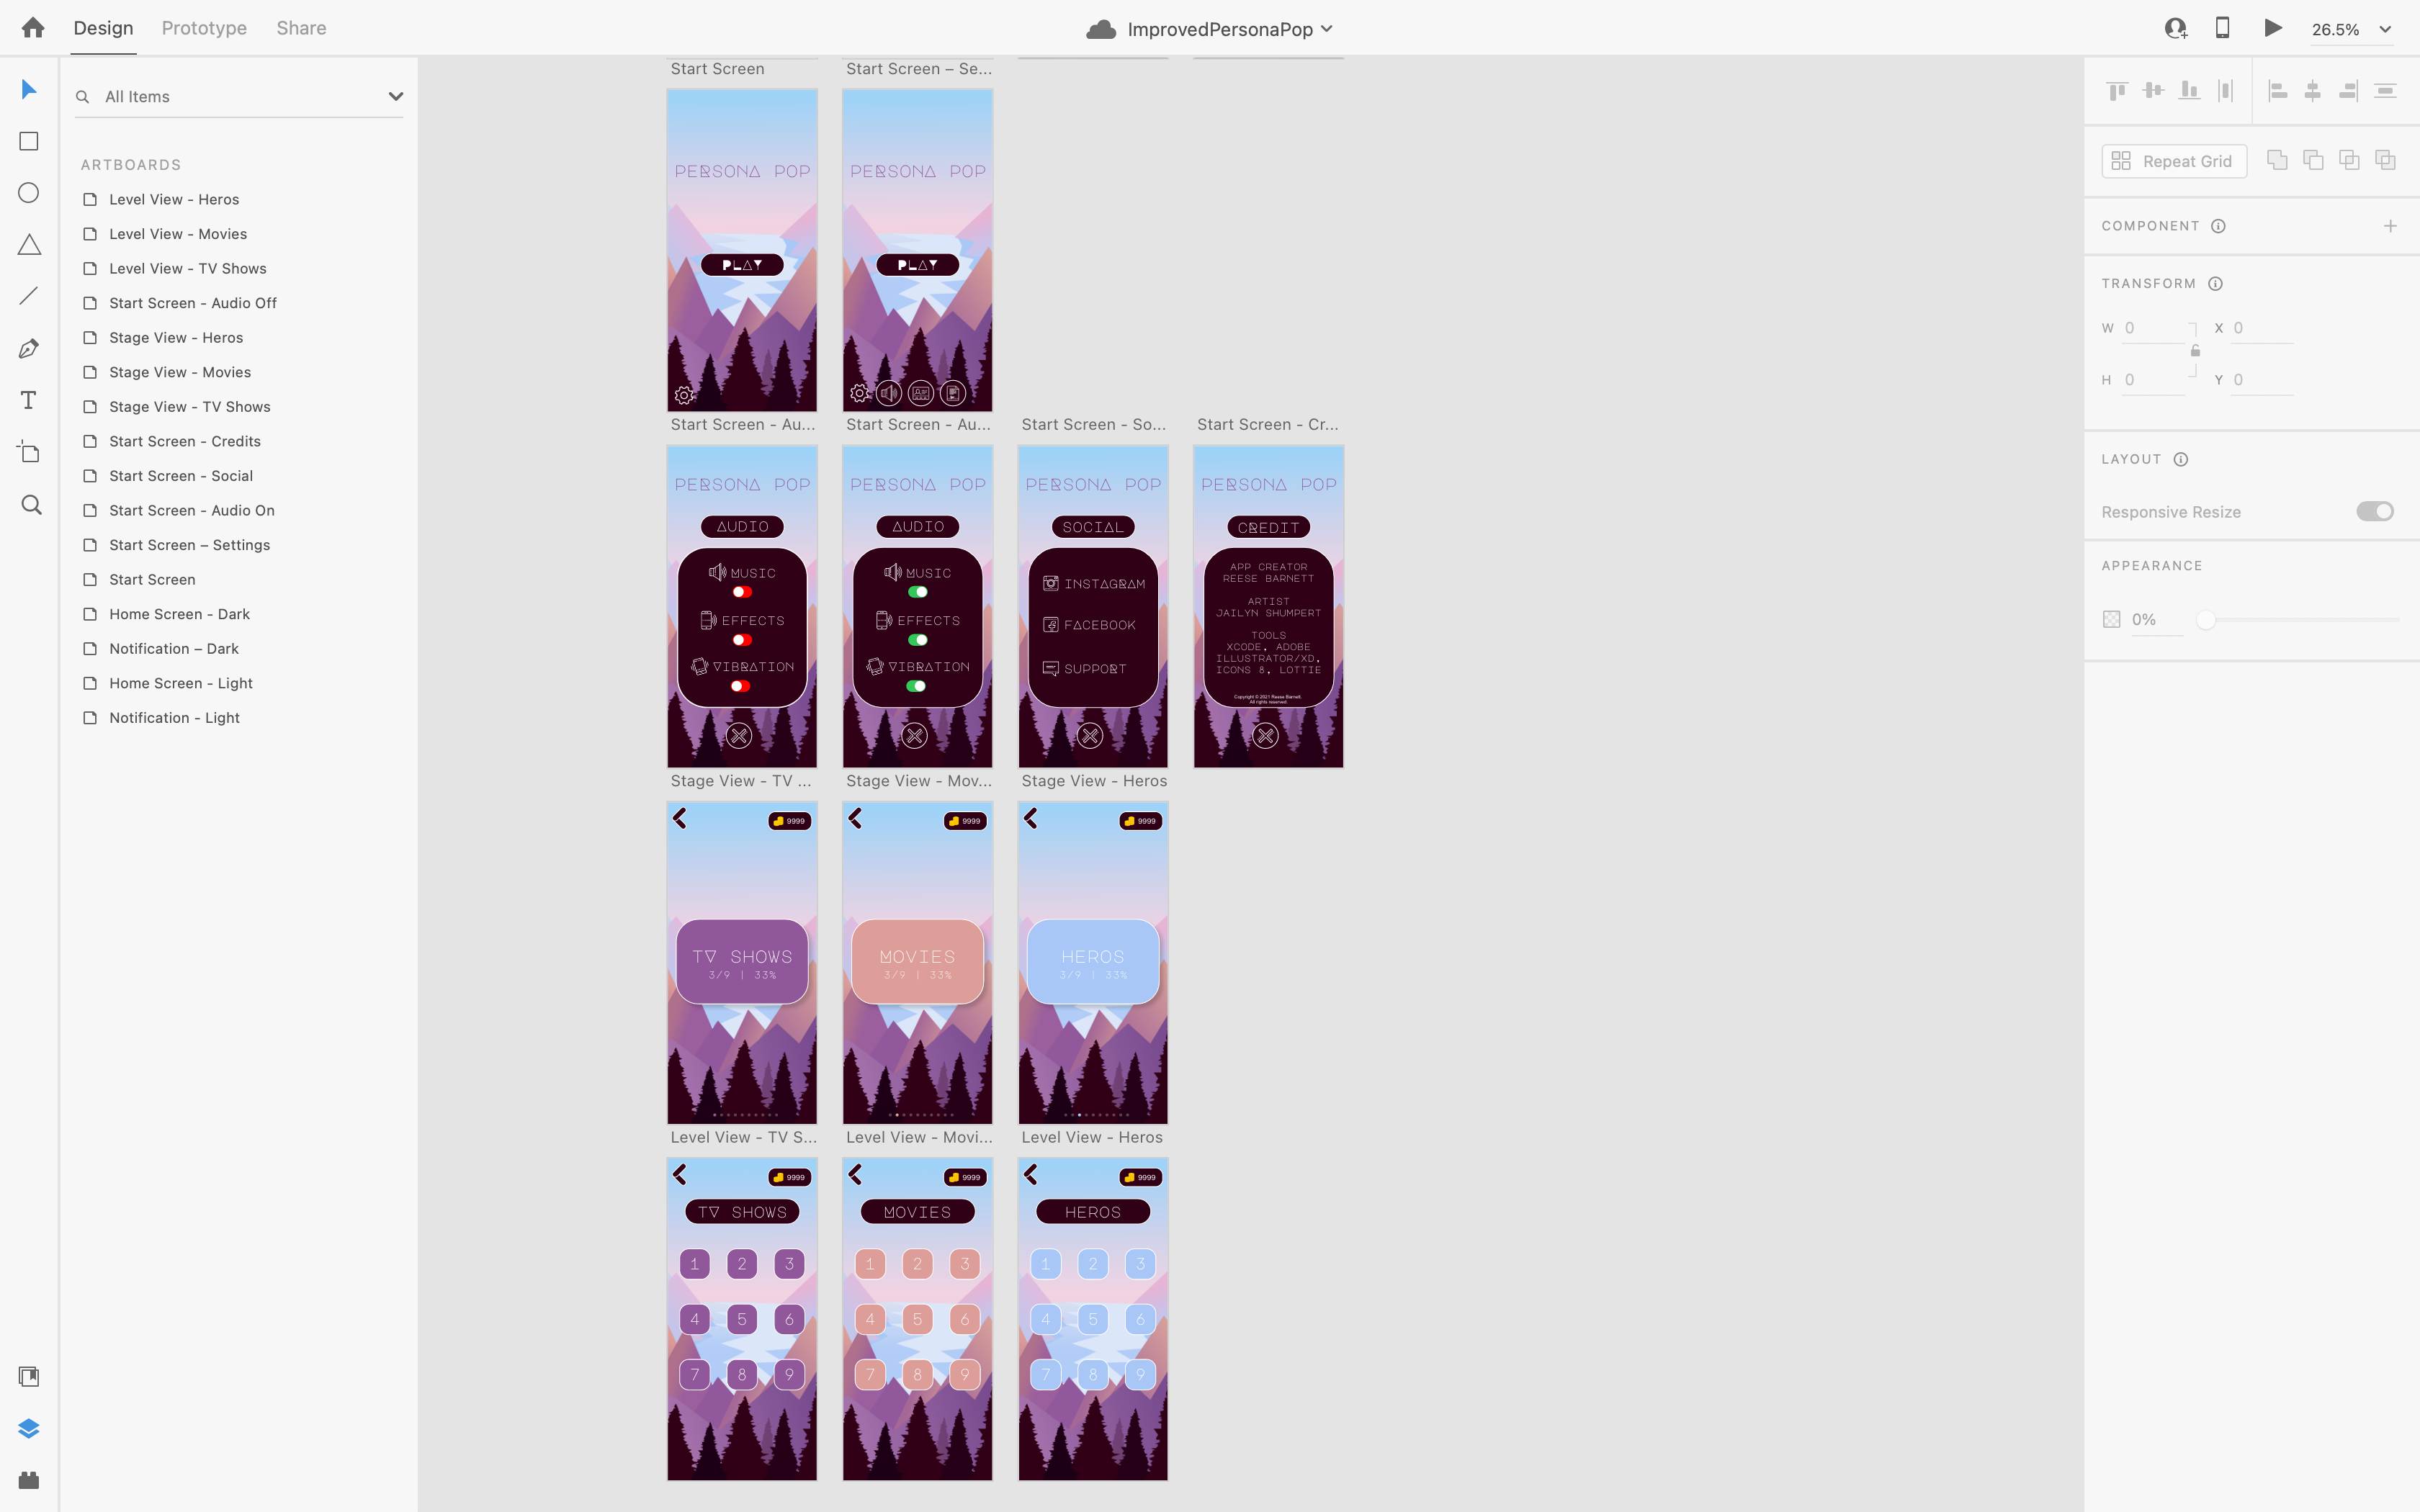 Design Prototype Share
ImprovedPersonaPop
26.5%
All Items
ARTBOARDS
Level View - Heros
Level View - Movies
Level View - TV Shows
Start Screen - Audio Off
Stage View - Heros
Stage View - Movies
Stage View - TV Shows
Start Screen - Credits
Start Screen - Social
Start Screen - Audio On
Start Screen – Settings
Start Screen
Home Screen - Dark
Notification – Dark
Home Screen - Light
Notification - Light
Start Screen
PERSONA POP
PLAY
Start Screen – Se...
PERSONA POP
PLAY
Start Screen - Au...
PERSONA POP
AUDIO
MUSIC
EFFECTS
VIBRATION
Start Screen - Au...
PERSONA POP
AUDIO
MUSIC
EFFECTS
VIBRATION
Start Screen - So...
PERSONA POP
SOCIAL
INSTAGRAM
FACEBOOK
SUPPORT
Start Screen - Cr...
PERSONA POP
CREDIT
APP CREATOR
REESE BARNETT
ARTIST
JAILYN SHUMPERT
TOOLS
XCODE, ADOBE
ILLUSTRATOR/XD,
ICONS 8, LOTTIE
Copyright © 2021 Reese Barnett
All rights reserved.
Stage View - TV ...
9999
TV SHOWS
3/9 | 33%
Stage View - Mov...
9999
MOVIES
3/9 | 33%
Stage View - Heros
9999
HEROS
3/9 | 33%
Level View - TV S...
9999
TV SHOWS
1 2 3
4 5 6
7 8 9
Level View - Movi...
9999
MOVIES
1 2 3
4 5 6
7 8 9
Level View - Heros
9999
HEROS
1 2 3
4 5 6
7 8 9
Repeat Grid
COMPONENT
TRANSFORM
W 0 X 0
H 0 Y 0
LAYOUT
Responsive Resize
APPEARANCE
0%